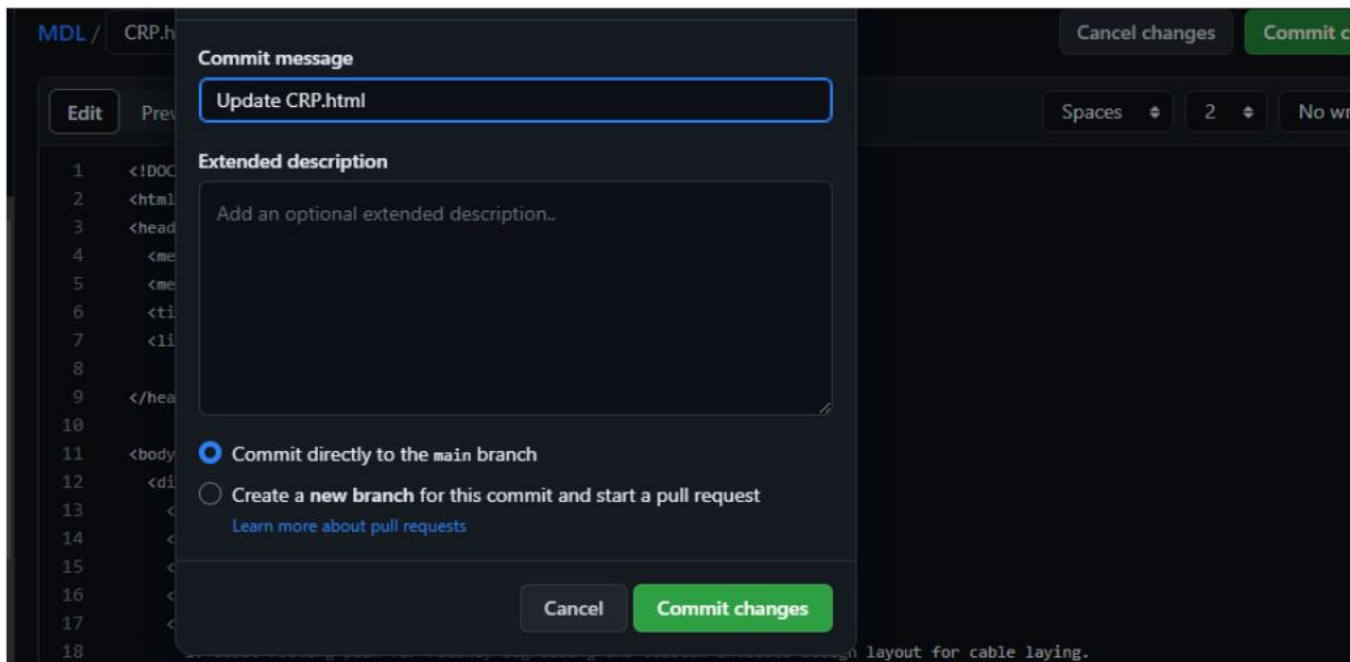 MDL / CRP.h
Cancel changes
Commit c
Commit message
Update CRP.html
Edit
Prev
Spaces
2
No wr
Extended description
Add an optional extended description..
1 <!DOC
2 <html
3 <head
4 <me
5 <me
6 <ti
7 <li
8
9 </hea
10
11 <body
12 <di
13 <
14 <
15 <
16 <
17 <
18 layout for cable laying.
Commit directly to the main branch
Create a new branch for this commit and start a pull request
Learn more about pull requests
Cancel
Commit changes